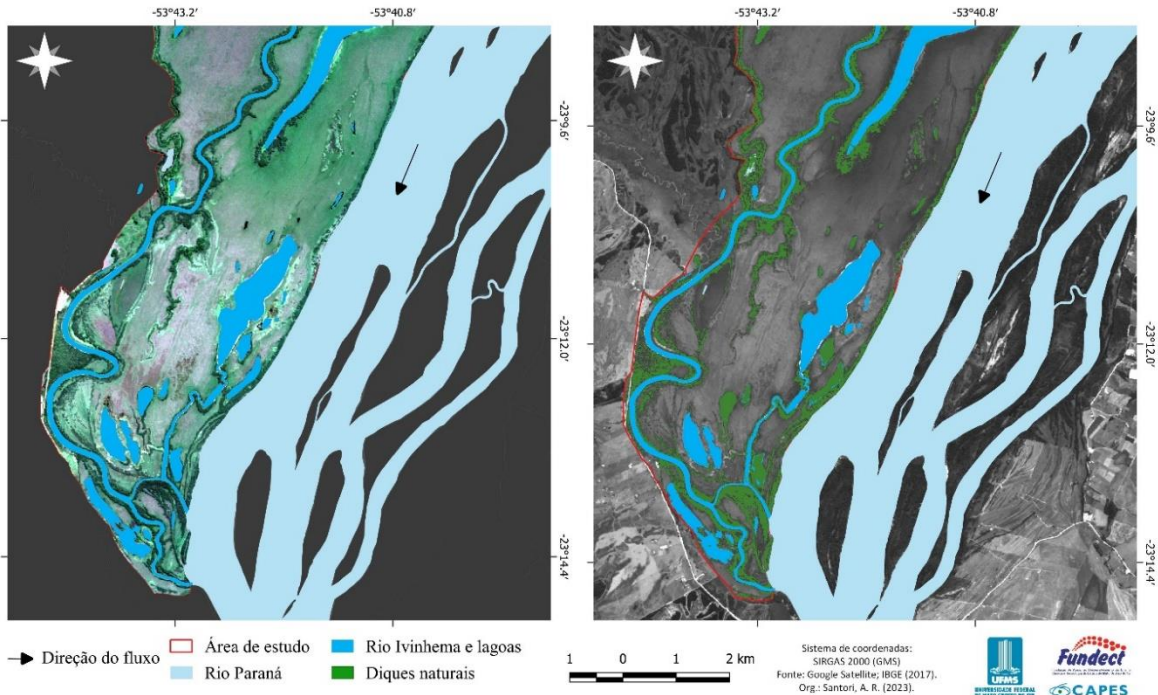 -53°43.2'
-53°40.8'
-53°43.2'
-53°40.8'
-23°9.6'
-23°12.0'
-23°14.4'
-23°9.6'
-23°12.0'
-23°14.4'
Direção do fluxo
Área de estudo
Rio Paraná
Rio Ivinhema e lagoas
Diques naturais
1 0 1 2 km
Sistema de coordenadas:
SIRGAS 2000 (GMS)
Fonte: Google Satellite; IBGE (2017).
Org.: Santori, A. R. (2023).
UFMS
UNIVERSIDADE FEDERAL
Fundect
CAPES